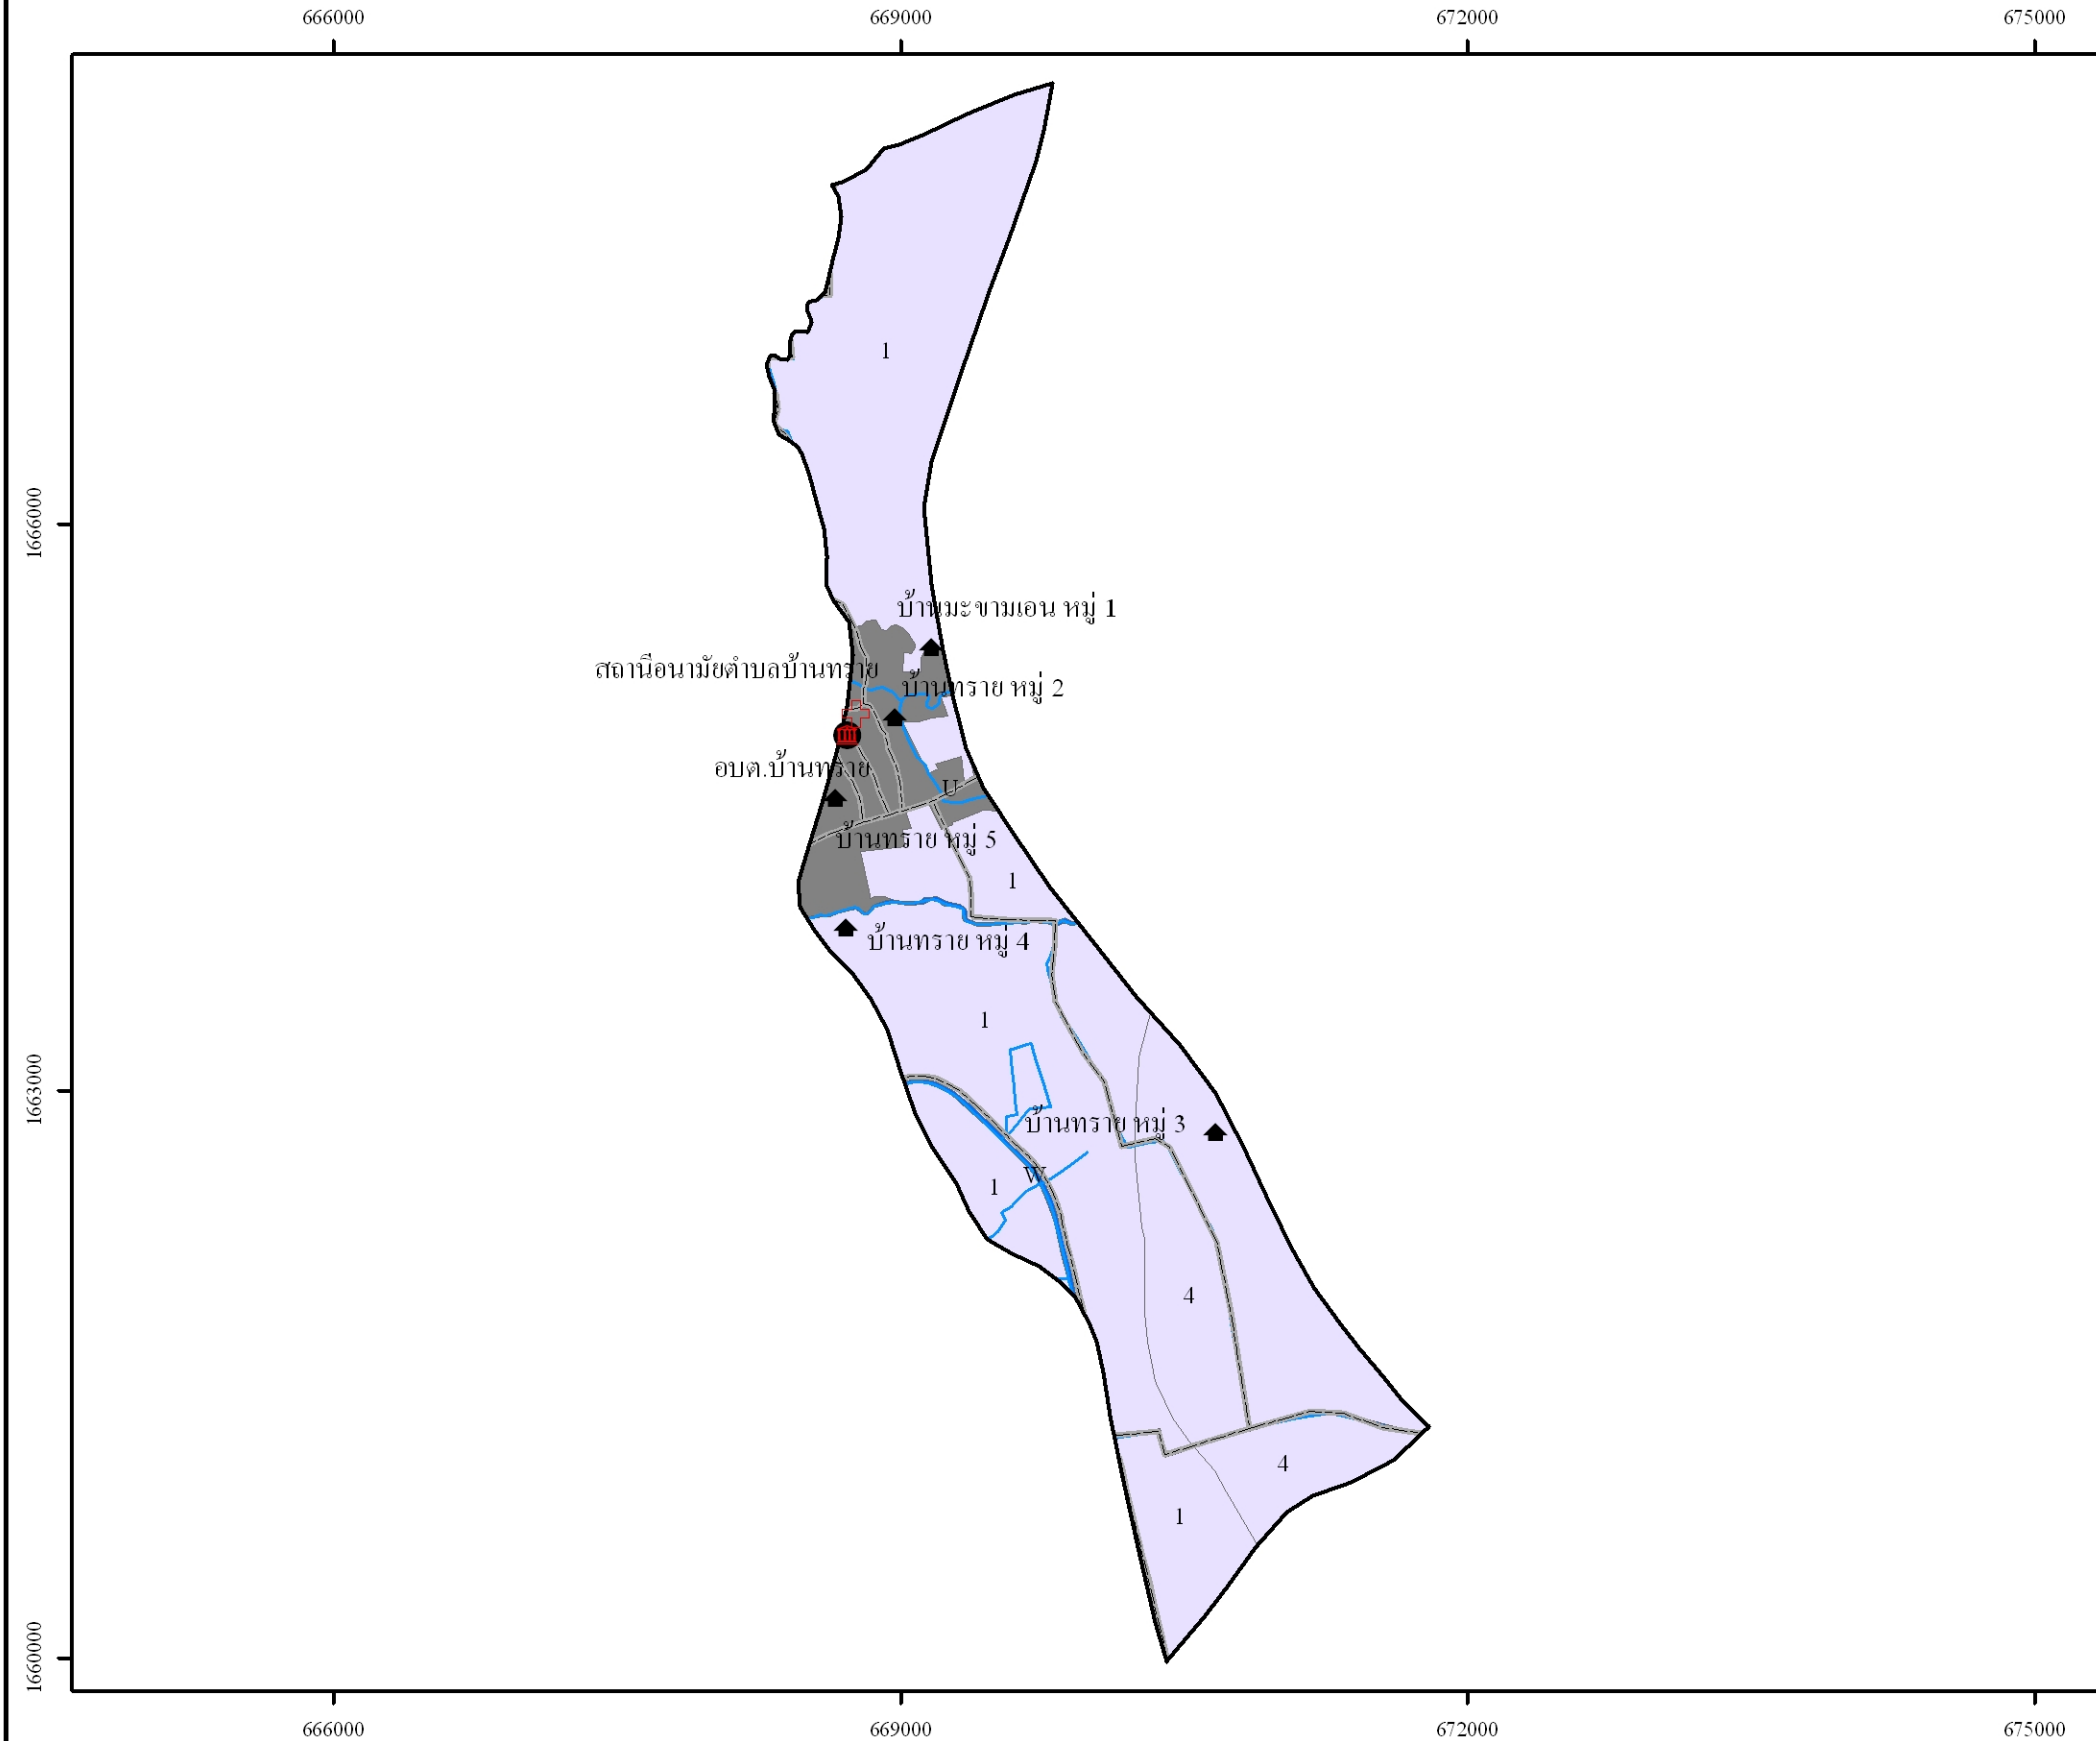 666000
669000
672000
675000
1
1666000
บ้านมะขามเอน หมู่ 1
สถานีอนามัยตำบลบ้านทราย
บ้านทราย หมู่ 2
อบต.บ้านทราย
U
บ้านทราย หมู่ 5
1
บ้านทราย หมู่ 4
1
1663000
บ้านทราย หมู่ 3
W
1
4
4
1
1660000
666000
669000
672000
675000